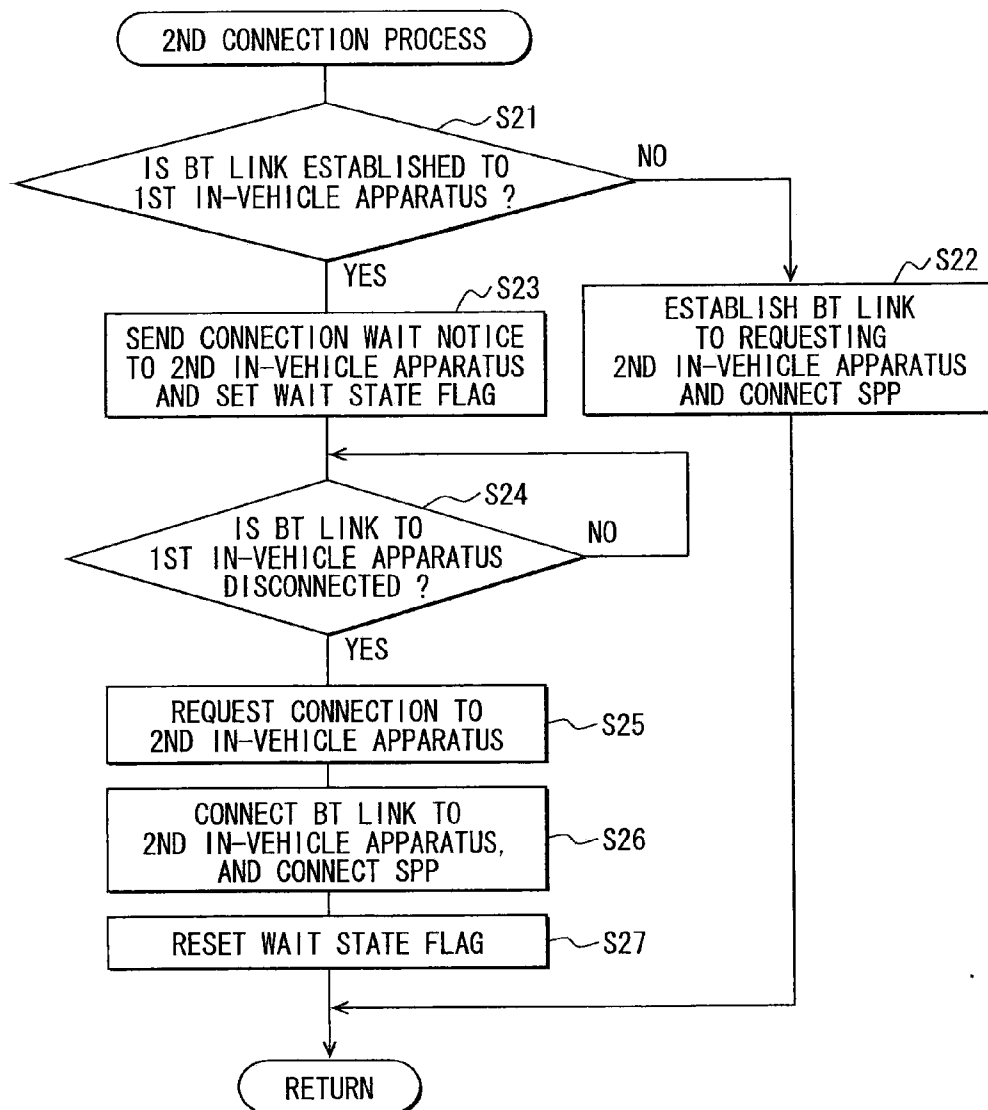 2ND CONNECTION PROCESS
S21
IS BT LINK ESTABLISHED TO
1ST IN-VEHICLE APPARATUS ?
NO
YES
S22
ESTABLISH BT LINK
TO REQUESTING
2ND IN-VEHICLE APPARATUS
AND CONNECT SPP
S23
SEND CONNECTION WAIT NOTICE
TO 2ND IN-VEHICLE APPARATUS
AND SET WAIT STATE FLAG
S24
IS BT LINK TO
1ST IN-VEHICLE APPARATUS
DISCONNECTED ?
NO
YES
REQUEST CONNECTION TO
2ND IN-VEHICLE APPARATUS
S25
CONNECT BT LINK TO
2ND IN-VEHICLE APPARATUS,
AND CONNECT SPP
S26
RESET WAIT STATE FLAG
S27
RETURN